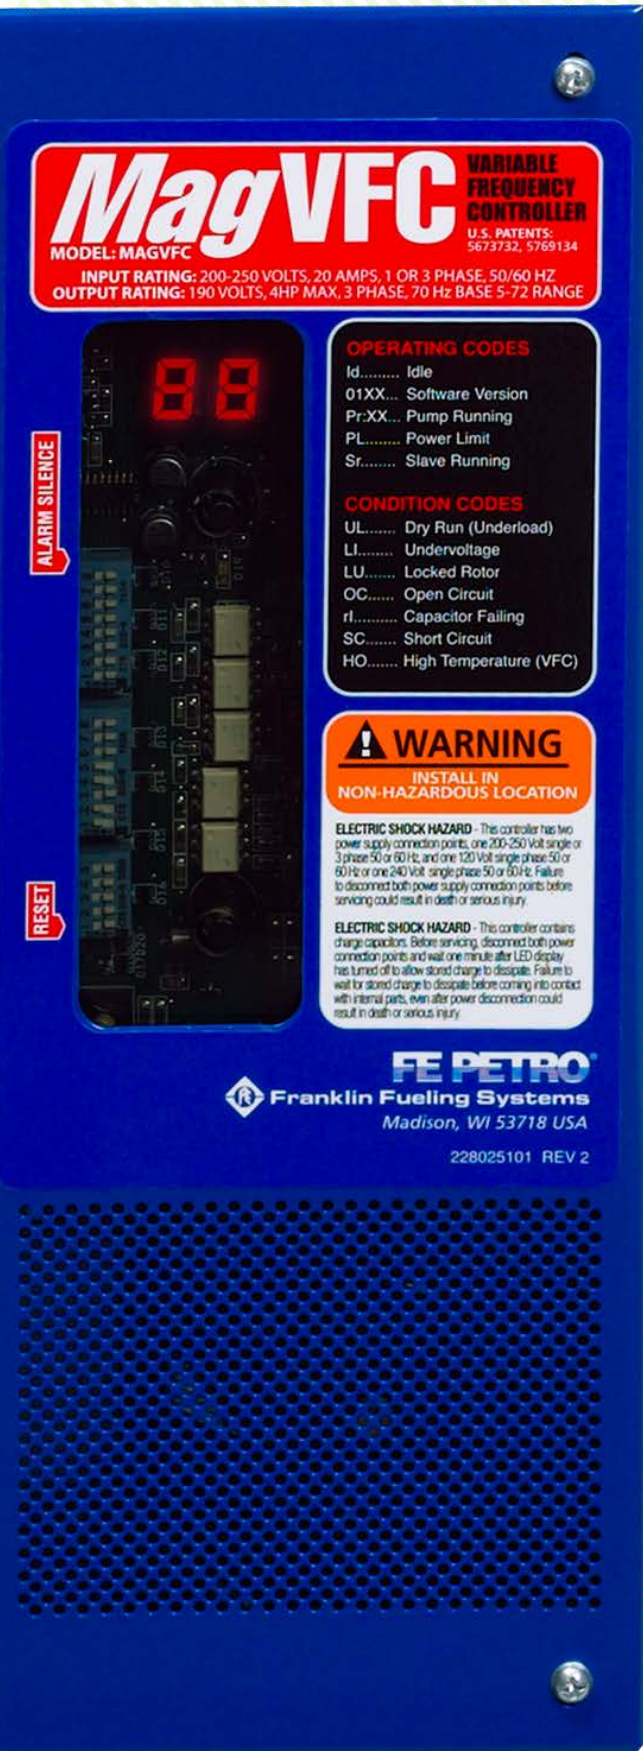 MagVFC
VARIABLE
FREQUENCY
CONTROLLER
U.S. PATENTS:
5673732, 5769134
MODEL: MAGVFC
INPUT RATING: 200-250 VOLTS, 20 AMPS, 1 OR 3 PHASE, 50/60 HZ
OUTPUT RATING: 190 VOLTS, 4HP MAX, 3 PHASE, 70 Hz BASE 5-72 RANGE
88
ALARM SILENCE
RESET
OPERATING CODES
Id......... Idle
01XX... Software Version
Pr:XX... Pump Running
PL........ Power Limit
Sr........ Slave Running
CONDITION CODES
UL....... Dry Run (Underload)
LI........ Undervoltage
LU....... Locked Rotor
OC...... Open Circuit
rI.......... Capacitor Failing
SC....... Short Circuit
HO....... High Temperature (VFC)
WARNING
INSTALL IN
NON-HAZARDOUS LOCATION
ELECTRIC SHOCK HAZARD - This controller has two
power supply connection points, one 200-250 Volt single or
3 phase 50 or 60 Hz, and one 120 Volt single phase 50 or
60 Hz or one 240 Volt single phase 50 or 60 Hz. Failure
to disconnect both power supply connection points before
servicing could result in death or serious injury.
ELECTRIC SHOCK HAZARD - This controller contains
charge capacitors. Before servicing, disconnect both power
connection points and wait one minute after LED display
has turned off to allow stored charge to dissipate. Failure to
wait for stored charge to dissipate before coming into contact
with internal parts, even after power disconnection could
result in death or serious injury.
FE PETRO®
Franklin Fueling Systems
Madison, WI 53718 USA
228025101 REV 2
D10
D11
D12
D13
D14
D15
D16
D19